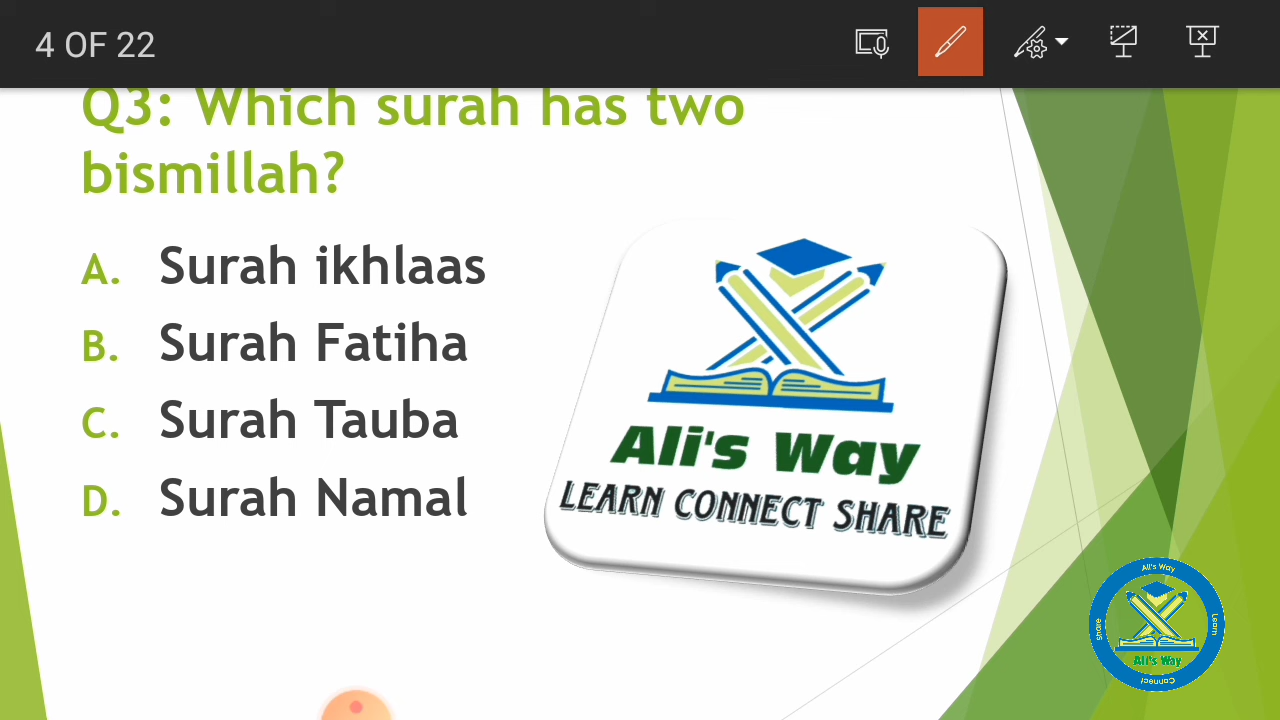 4 OF 22
Q3: Which surah has two
bismillah?
A. Surah ikhlaas
B. Surah Fatiha
C. Surah Tauba
D. Surah Namal
Ali's Way
LEARN CONNECT SHARE
Ali's Way
Share
Learn
Ali's Way
Connect